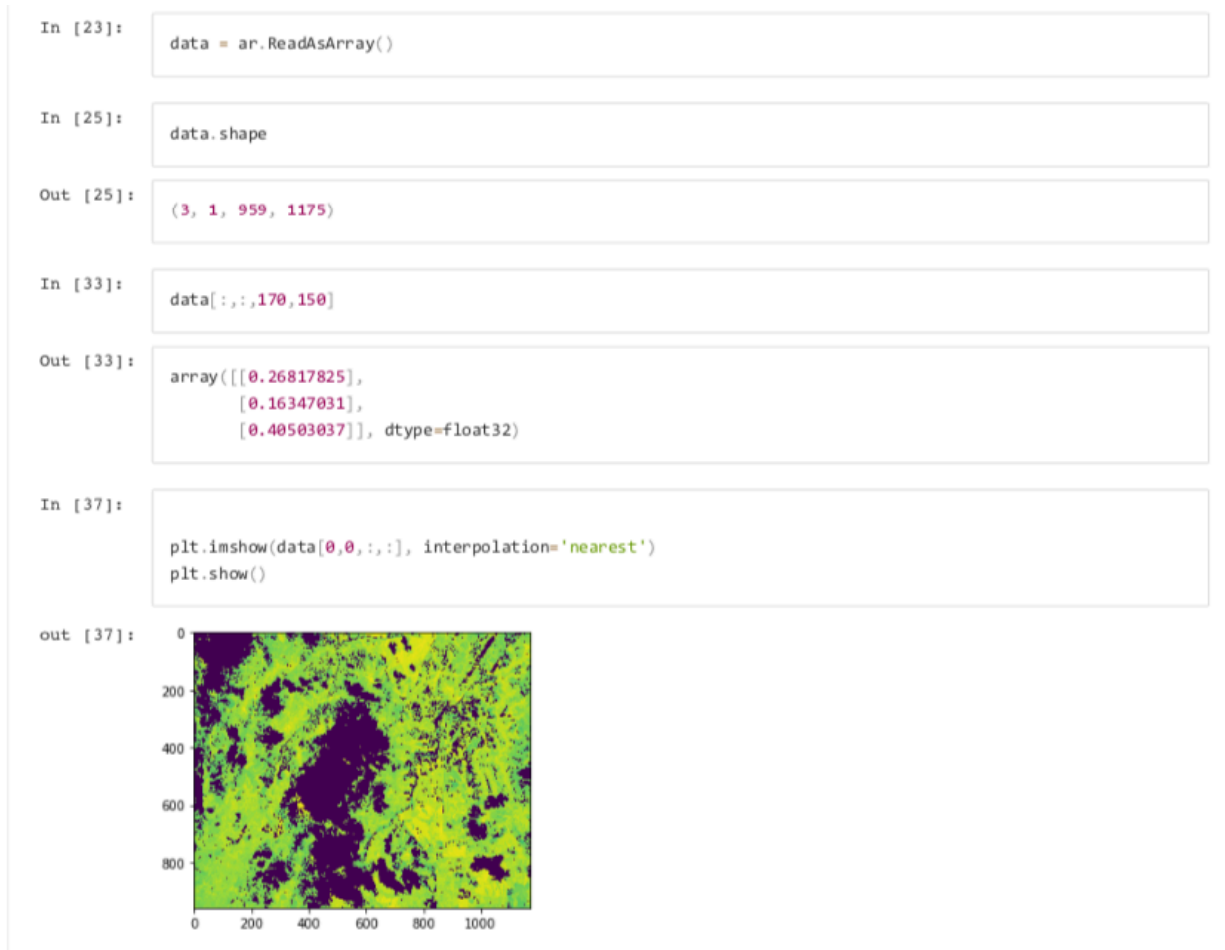 In [23]:
data = ar.ReadAsArray()
In [25]:
data.shape
Out [25]:
(3, 1, 959, 1175)
In [33]:
data[:,:,170,150]
Out [33]:
array([[0.26817825],
[0.16347031],
[0.40503037]], dtype=float32)
In [37]:
plt.imshow(data[0,0,:,:], interpolation='nearest')
plt.show()
out [37]:
0
200
400
600
800
0 200 400 600 800 1000